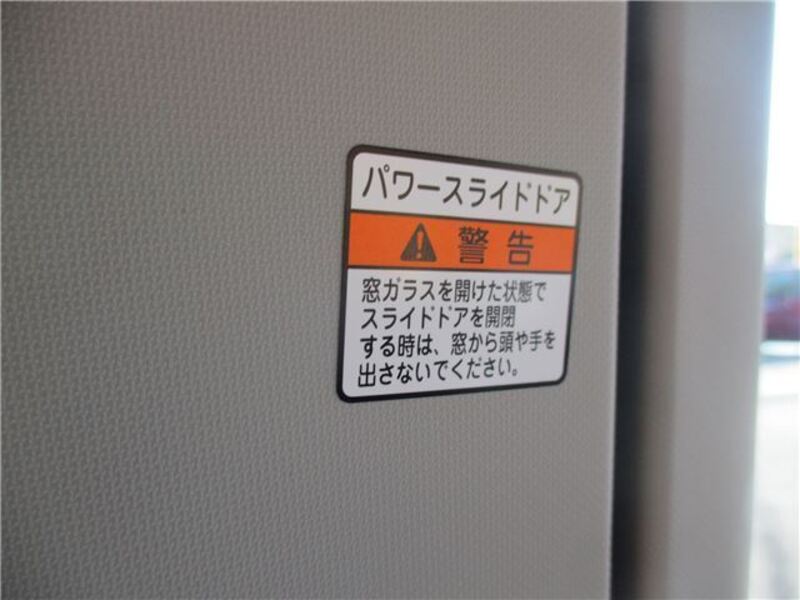 パワースライドドア
警告
窓ガラスを開けた状態で
スライドドアを開閉
する時は、窓から頭や手を
出さないでください。